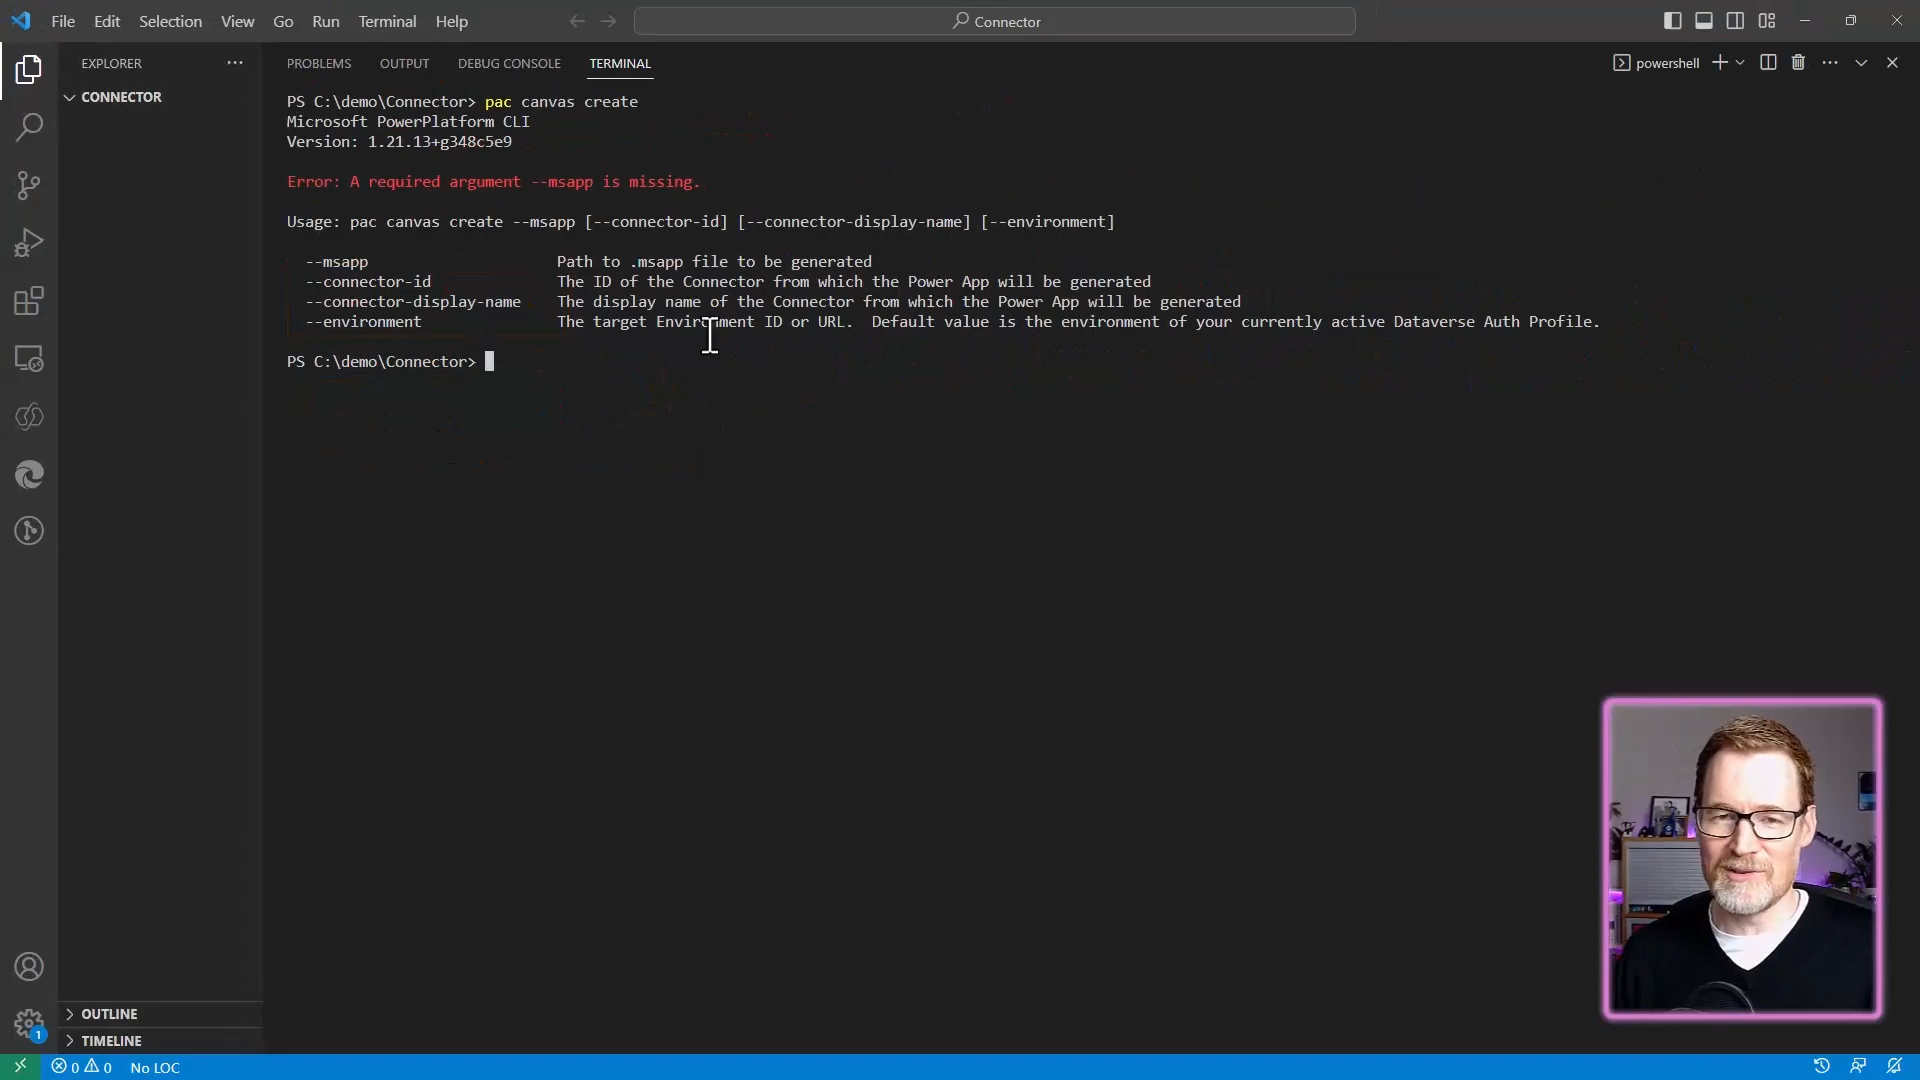 File Edit Selection View Go Run Terminal Help
Connector
EXPLORER
CONNECTOR
PROBLEMS OUTPUT DEBUG CONSOLE TERMINAL
powershell
PS C:\demo\Connector> pac canvas create
Microsoft PowerPlatform CLI
Version: 1.21.13+g348c5e9
Error: A required argument --msapp is missing.
Usage: pac canvas create --msapp [--connector-id] [--connector-display-name] [--environment]
--msapp Path to .msapp file to be generated
--connector-id The ID of the Connector from which the Power App will be generated
--connector-display-name The display name of the Connector from which the Power App will be generated
--environment The target Environment ID or URL. Default value is the environment of your currently active Dataverse Auth Profile.
PS C:\demo\Connector>
OUTLINE
1
TIMELINE
0 0 No LOC